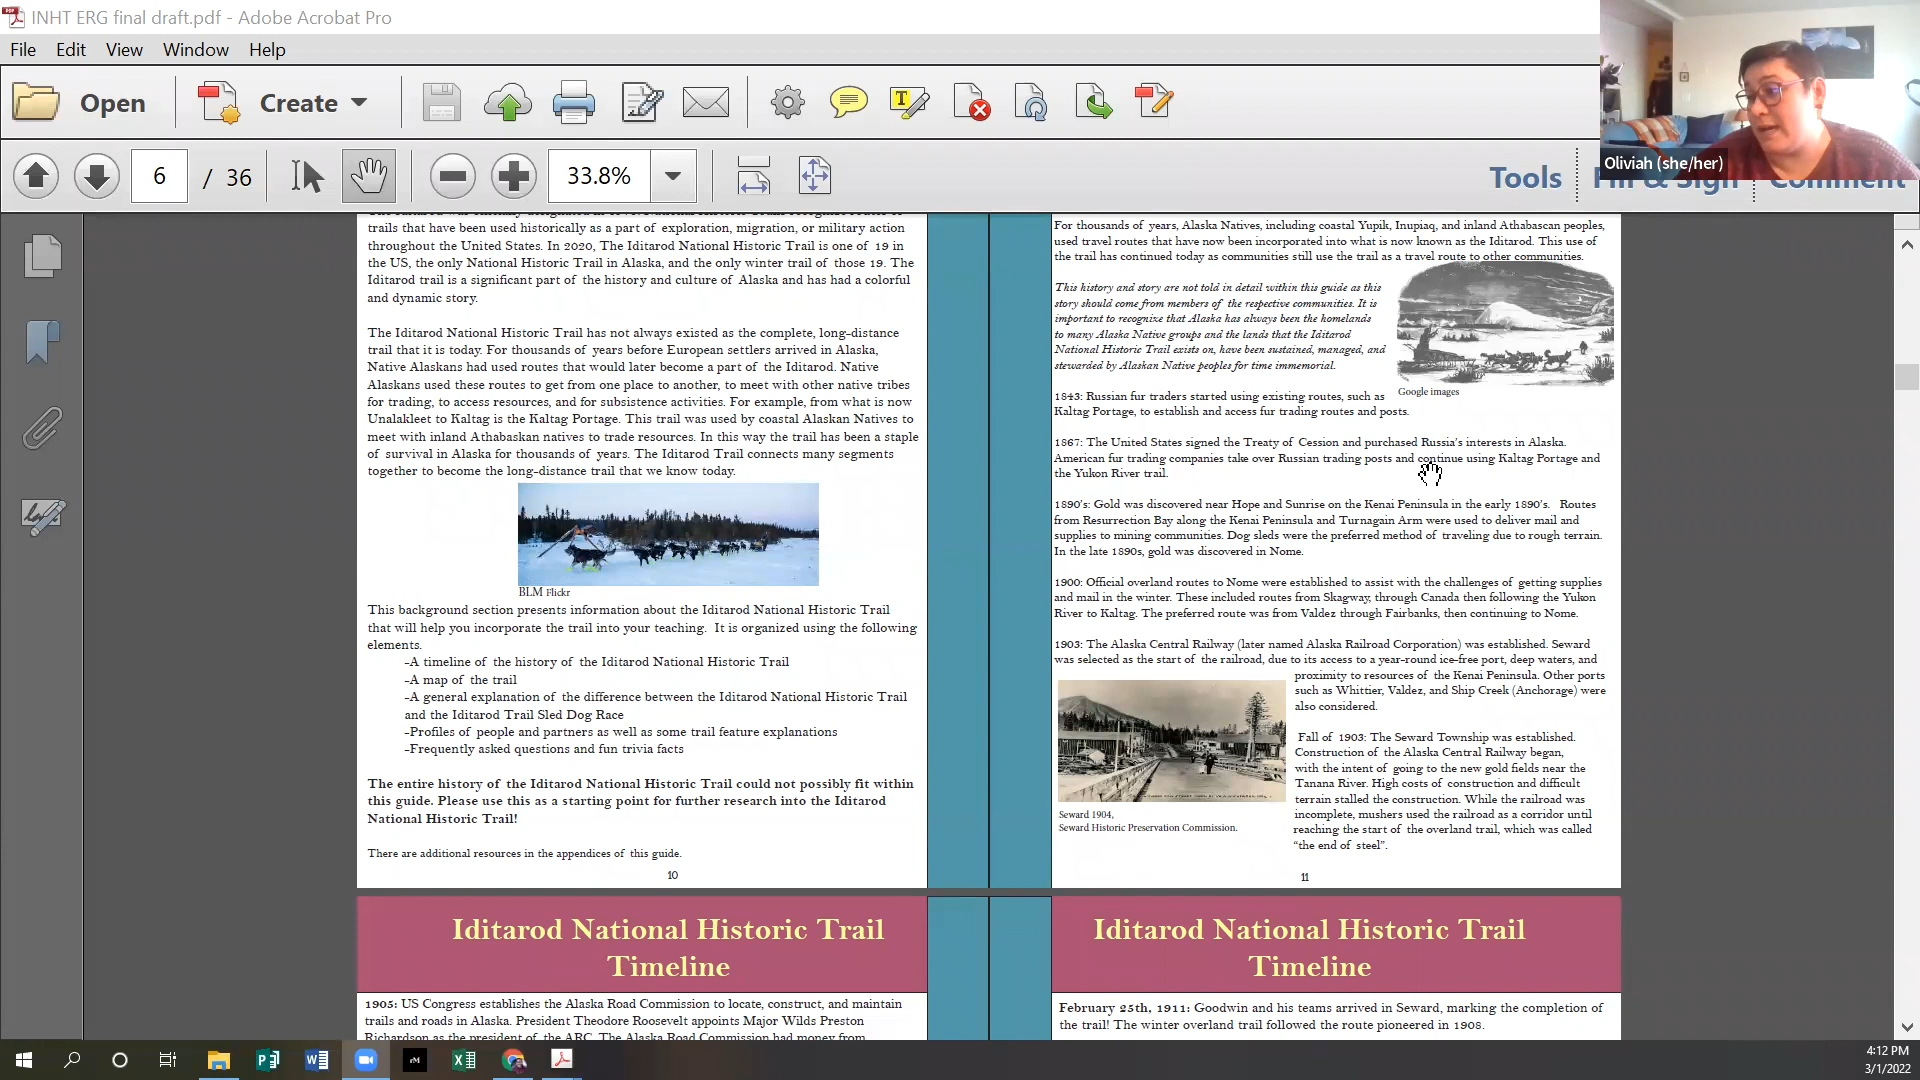 INHT ERG final draft.pdf - Adobe Acrobat Pro
File Edit View Window Help
Open
Create
6 / 36
33.8%
Tools
Oliviah (she/her)
trails that have been used historically as a part of exploration, migration, or military action
throughout the United States. In 2020, The Iditarod National Historic Trail is one of 19 in
the US, the only National Historic Trail in Alaska, and the only winter trail of those 19. The
Iditarod trail is a significant part of the history and culture of Alaska and has had a colorful
and dynamic story.
The Iditarod National Historic Trail has not always existed as the complete, long-distance
trail that it is today. For thousands of years before European settlers arrived in Alaska,
Native Alaskans had used routes that would later become a part of the Iditarod. Native
Alaskans used these routes to get from one place to another, to meet with other native tribes
for trading, to access resources, and for subsistence activities. For example, from what is now
Unalakleet to Kaltag is the Kaltag Portage. This trail was used by coastal Alaskan Natives to
meet with inland Athabaskan natives to trade resources. In this way the trail has been a staple
of survival in Alaska for thousands of years. The Iditarod Trail connects many segments
together to become the long-distance trail that we know today.
BLM Flickr
This background section presents information about the Iditarod National Historic Trail
that will help you incorporate the trail into your teaching. It is organized using the following
elements.
-A timeline of the history of the Iditarod National Historic Trail
-A map of the trail
-A general explanation of the difference between the Iditarod National Historic Trail
and the Iditarod Trail Sled Dog Race
-Profiles of people and partners as well as some trail feature explanations
-Frequently asked questions and fun trivia facts
The entire history of the Iditarod National Historic Trail could not possibly fit within
this guide. Please use this as a starting point for further research into the Iditarod
National Historic Trail!
There are additional resources in the appendices of this guide.
10
For thousands of years, Alaska Natives, including coastal Yupik, Inupiaq, and inland Athabascan peoples,
used travel routes that have now been incorporated into what is now known as the Iditarod. This use of
the trail has continued today as communities still use the trail as a travel route to other communities.
This history and story are not told in detail within this guide as this
story should come from members of the respective communities. It is
important to recognize that Alaska has always been the homelands
to many Alaska Native groups and the lands that the Iditarod
National Historic Trail exists on, have been sustained, managed, and
stewarded by Alaskan Native peoples for time immemorial.
Google images
1843: Russian fur traders started using existing routes, such as
Kaltag Portage, to establish and access fur trading routes and posts.
1867: The United States signed the Treaty of Cession and purchased Russia's interests in Alaska.
American fur trading companies take over Russian trading posts and continue using Kaltag Portage and
the Yukon River trail.
1890's: Gold was discovered near Hope and Sunrise on the Kenai Peninsula in the early 1890's. Routes
from Resurrection Bay along the Kenai Peninsula and Turnagain Arm were used to deliver mail and
supplies to mining communities. Dog sleds were the preferred method of traveling due to rough terrain.
In the late 1890s, gold was discovered in Nome.
1900: Official overland routes to Nome were established to assist with the challenges of getting supplies
and mail in the winter. These included routes from Skagway, through Canada then following the Yukon
River to Kaltag. The preferred route was from Valdez through Fairbanks, then continuing to Nome.
1903: The Alaska Central Railway (later named Alaska Railroad Corporation) was established. Seward
was selected as the start of the railroad, due to its access to a year-round ice-free port, deep waters, and
proximity to resources of the Kenai Peninsula. Other ports
such as Whittier, Valdez, and Ship Creek (Anchorage) were
also considered.
Fall of 1903: The Seward Township was established.
Construction of the Alaska Central Railway began,
with the intent of going to the new gold fields near the
Tanana River. High costs of construction and difficult
terrain stalled the construction. While the railroad was
incomplete, mushers used the railroad as a corridor until
reaching the start of the overland trail, which was called
“the end of steel”.
Seward 1904,
Seward Historic Preservation Commission.
11
Iditarod National Historic Trail
Timeline
1905: US Congress establishes the Alaska Road Commission to locate, construct, and maintain
trails and roads in Alaska. President Theodore Roosevelt appoints Major Wilds Preston
Richardson as the president of the ARC. The Alaska Road Commission had money from
Iditarod National Historic Trail
Timeline
February 25th, 1911: Goodwin and his teams arrived in Seward, marking the completion of
the trail! The winter overland trail followed the route pioneered in 1908.
4:12 PM
3/1/2022